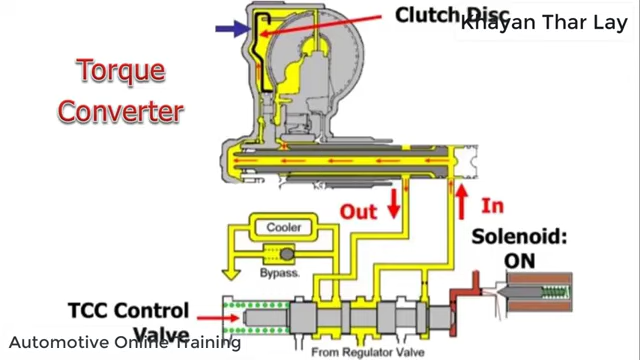 Clutch Disc
Khayan Thar Lay
Torque
Converter
Out
In
Cooler
Solenoid:
ON
Bypass.
TCC Control
Valve
Automotive Online Training
From Regulator Valve